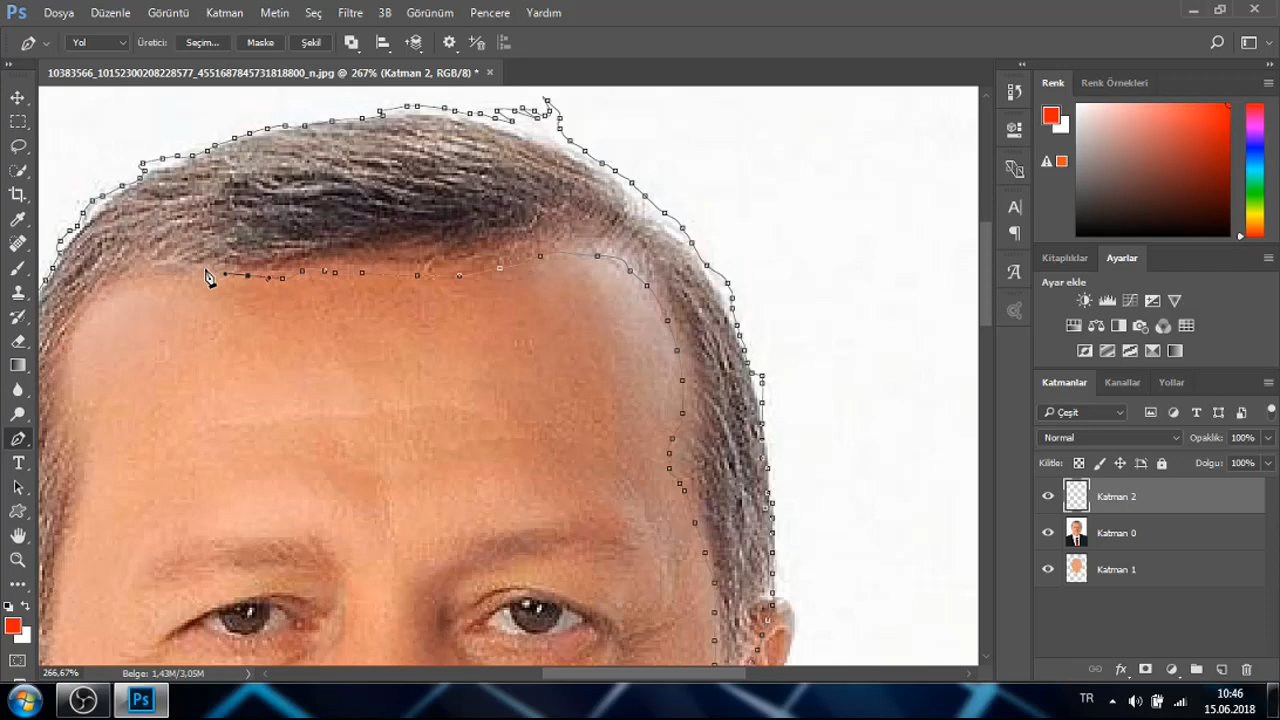 Ps Dosya Düzenle Görüntü Katman Metin Seç Filtre 3B Görünüm Pencere Yardım
Yol Üretici: Seçim... Maske Şekil
10383566_10152300208228577_4551687845731818800_n.jpg @ 267% (Katman 2, RGB/8) * ×
Renk Renk Örnekleri
Kitaplıklar Ayarlar
Ayar ekle
Katmanlar Kanallar Yollar
Çeşit
Normal Opaklık: 100%
Kilitle: Dolgu: 100%
Katman 2
Katman 0
Katman 1
266,67% Belge: 1,43M/3,05M
Ps TR 10:46
15.06.2018